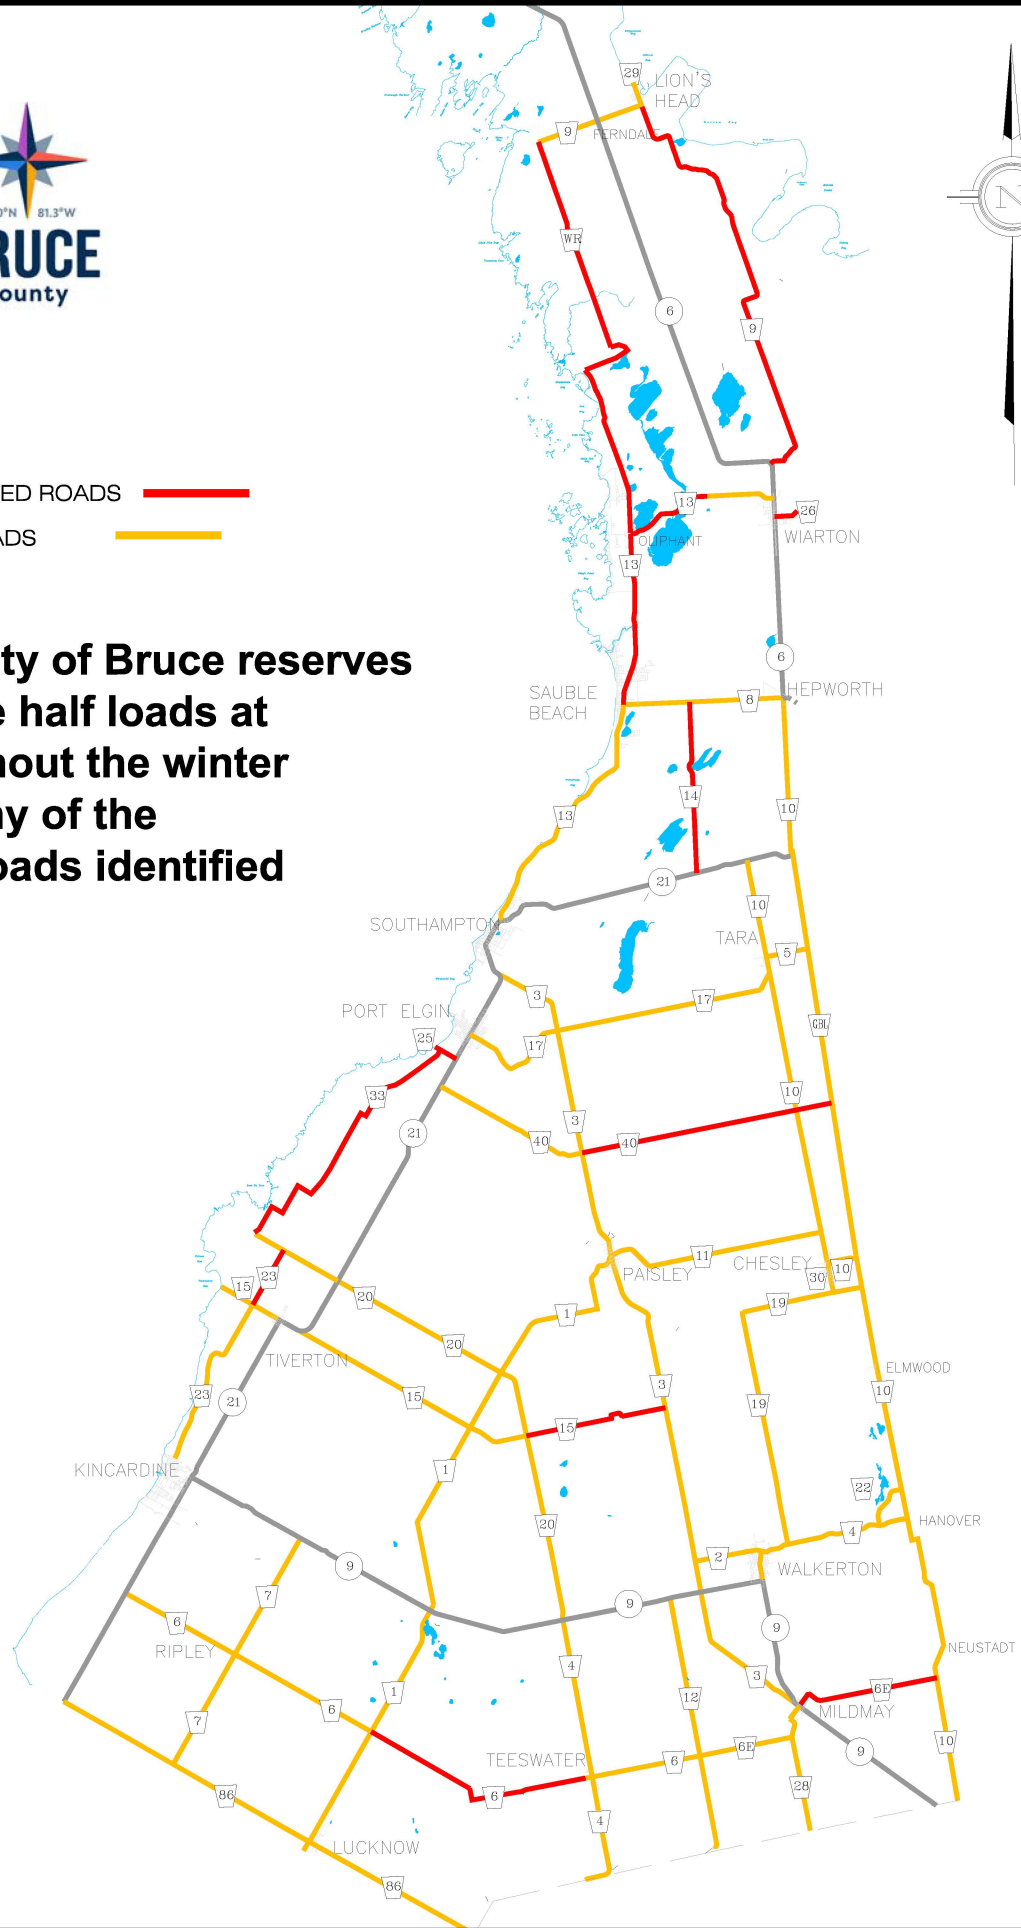 29
LION'S
HEAD
9
FERNDALE
0°N
81.3°W
RUCE
ounty
WR
N
6
9
ED ROADS
ADS
13
26
OLIPHANT
WIARTON
13
ty of Bruce reserves
e half loads at
hout the winter
ny of the
oads identified
6
SAUBLE
BEACH
8
HEPWORTH
14
13
10
21
10
SOUTHAMPTON
TARA
5
3
17
PORT ELGIN
GBL
25
17
33
10
3
21
40
40
11
CHESLEY
PAISLEY
30
10
15
23
20
19
1
20
TIVERTON
ELMWOOD
3
10
23
21
15
19
15
KINCARDINE
1
22
20
4
HANOVER
2
9
WALKERTON
7
9
6
9
RIPLEY
NEUSTADT
4
3
1
12
6E
6
MILDMAY
7
10
6E
9
TEESWATER
6
28
86
6
4
LUCKNOW
86